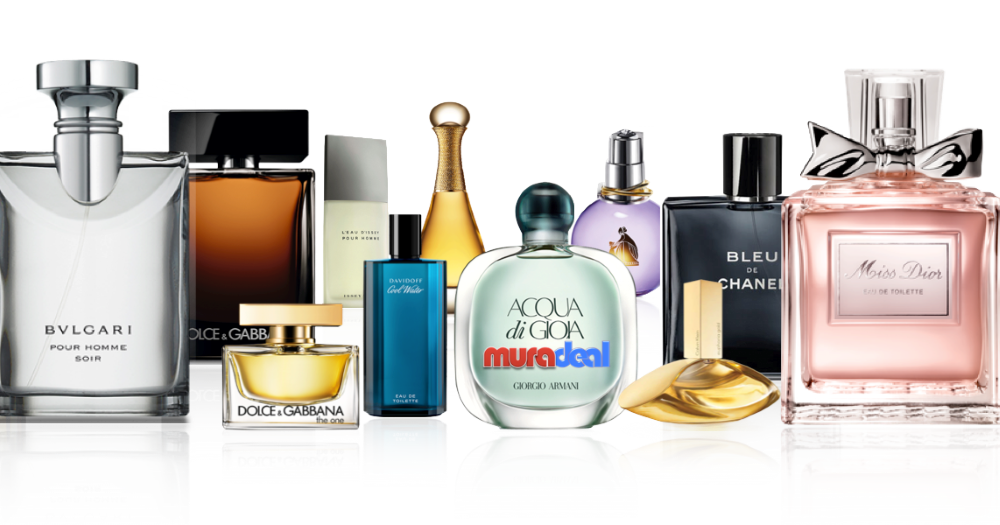 BVLGARI
POUR HOMME
SOIR
DOLCE & GABB
DOLCE & GABBANA
the one
L'EAU D'ISSEY
POUR HOMME
DAVIDOFF
Cool Water
EAU DE
TOILETTE
ACQUA
di GIOIA
muradeal
GIORGIO ARMANI
BLEU
DE
CHANEL
Miss Dior
EAU DE TOILETTE